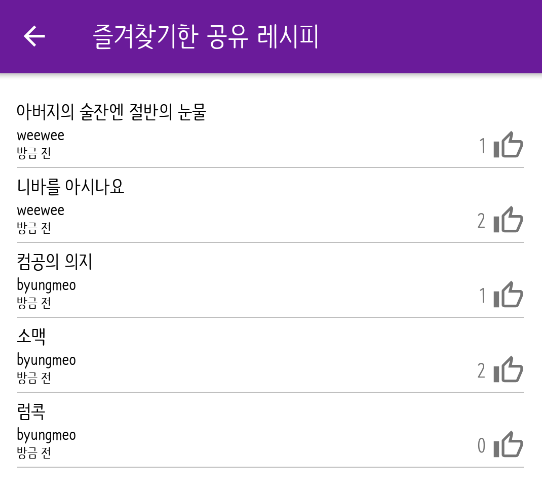 즐겨찾기한 공유 레시피
아버지의 술잔엔 절반의 눈물
weewee
방금 전
1
니바를 아시나요
weewee
방금 전
2
컴공의 의지
byungmeo
방금 전
1
소맥
byungmeo
방금 전
2
럼콕
byungmeo
방금 전
0